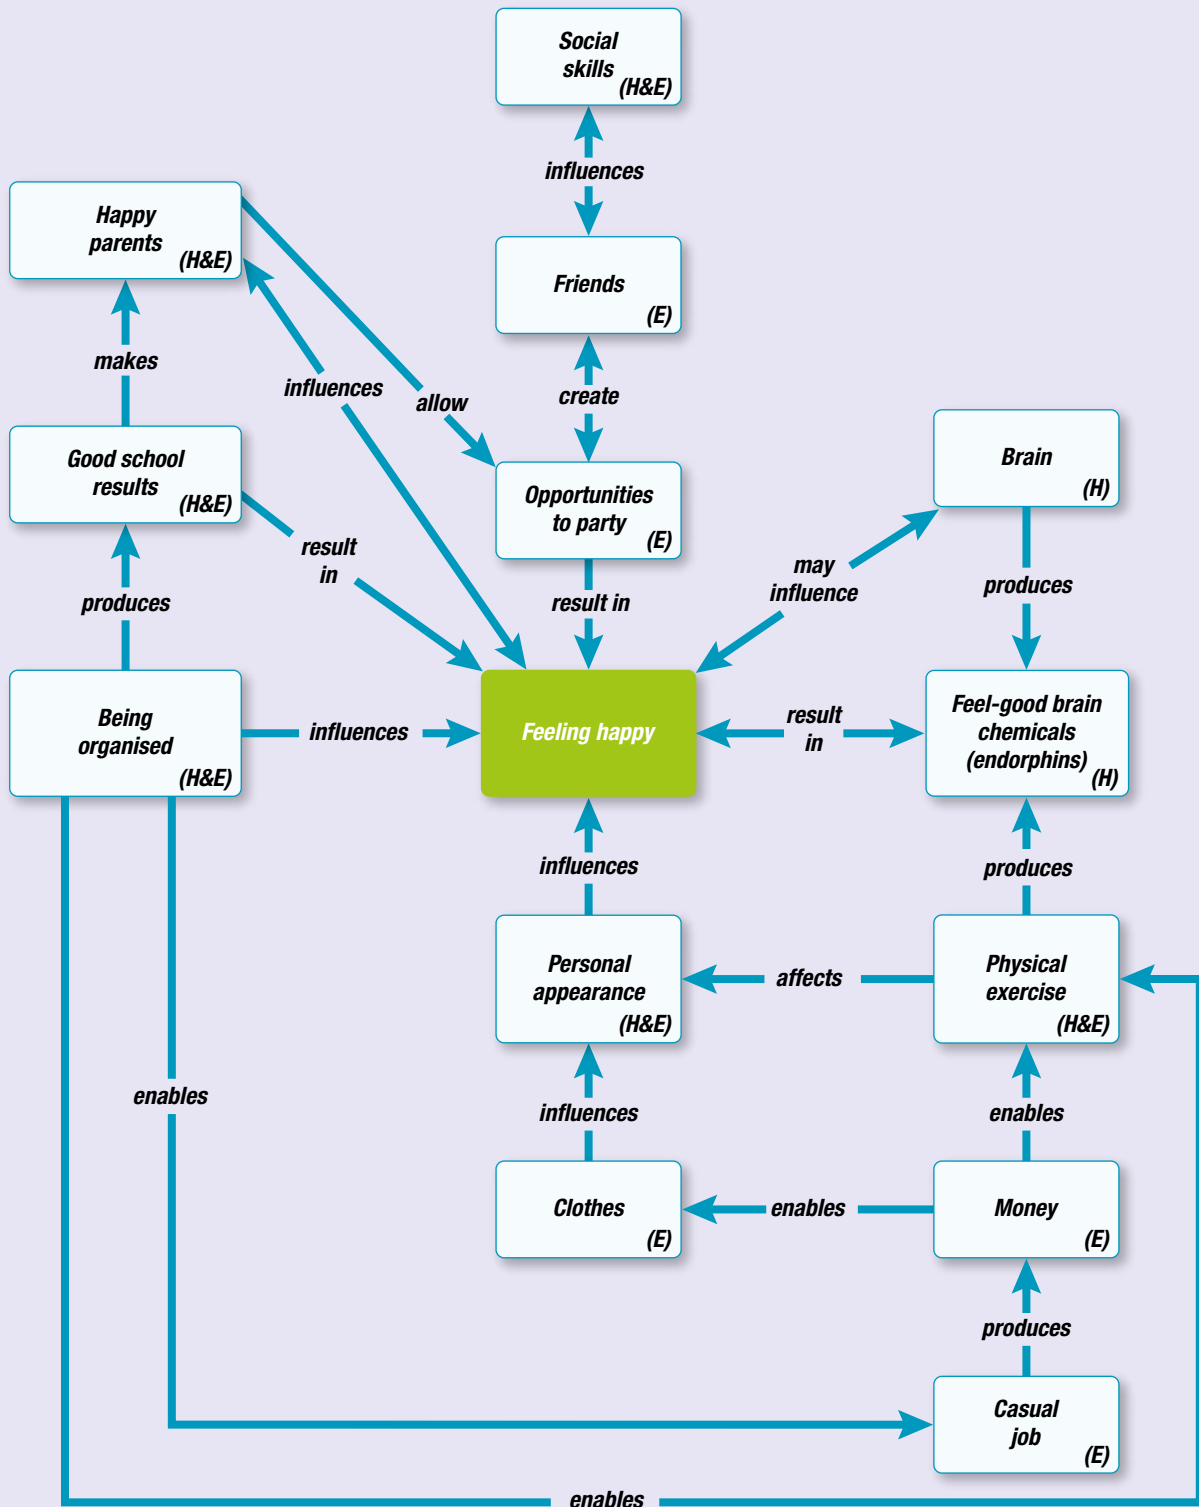 Social
skills
(H&E)
influences
Happy
parents
(H&E)
Friends
(E)
makes
influences
allow
create
Good school
results
(H&E)
Opportunities
to party
(E)
Brain
(H)
result
in
may
influence
produces
result in
produces
Being
organised
(H&E)
influences
Feeling happy
result
in
Feel-good brain
chemicals
(endorphins)
(H)
influences
produces
Personal
appearance
(H&E)
affects
Physical
exercise
(H&E)
enables
influences
enables
Clothes
(E)
enables
Money
(E)
produces
Casual
job
(E)
enables